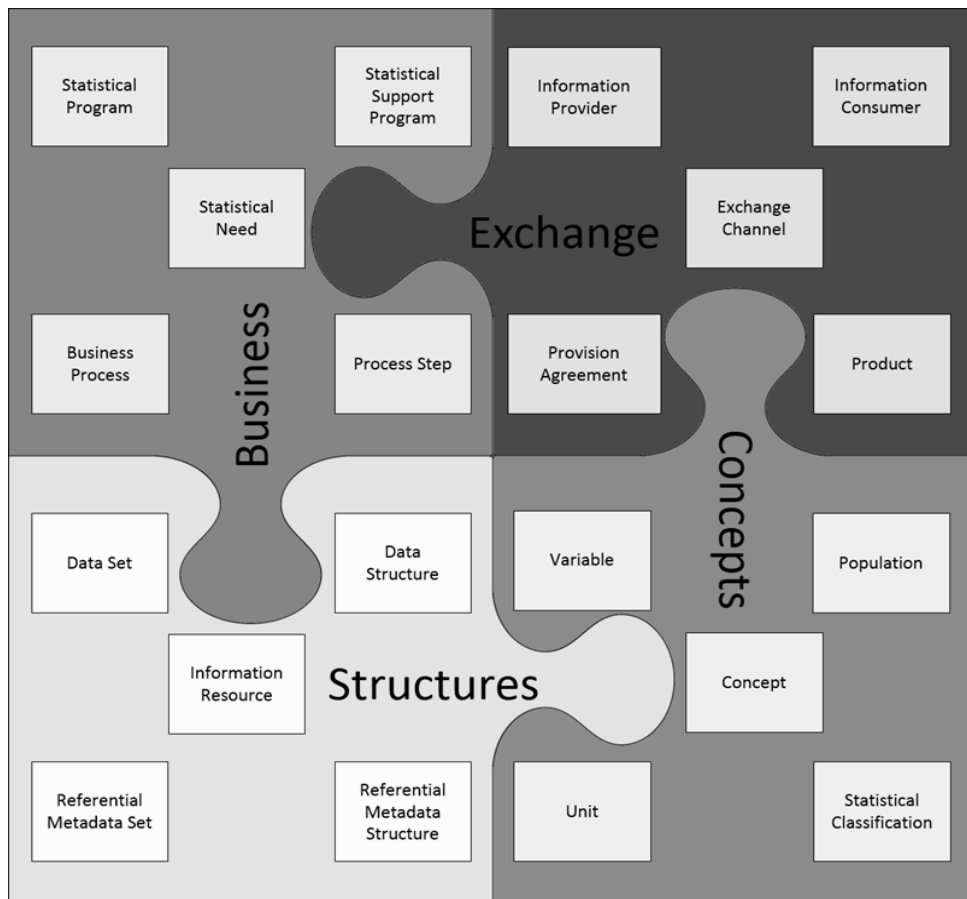 Statistical
Program
Statistical
Support
Program
Statistical
Need
Business
Process
Process Step
Business
Information
Provider
Information
Consumer
Exchange
Channel
Exchange
Provision
Agreement
Product
Data Set
Data
Structure
Information
Resource
Structures
Referential
Metadata Set
Referential
Metadata
Structure
Concepts
Variable
Population
Concept
Unit
Statistical
Classification